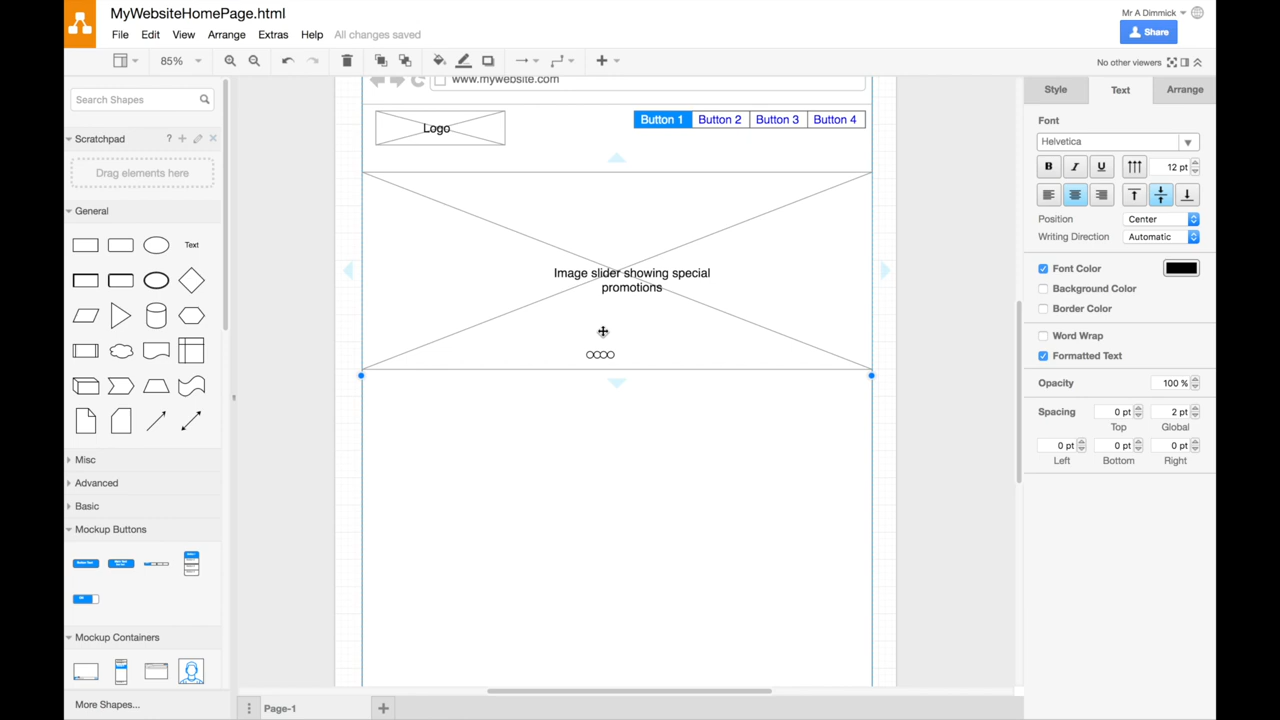 MyWebsiteHomePage.html
Mr A Dimmick
File Edit View Arrange Extras Help All changes saved
Share
85%
No other viewers
Search Shapes
Scratchpad
?
Drag elements here
General
Text
Misc
Advanced
Basic
Mockup Buttons
Mockup Containers
More Shapes...
www.mywebsite.com
Logo
Button 1 Button 2 Button 3 Button 4
Image slider showing special
promotions
Page-1
Style Text Arrange
Font
Helvetica
B I U 12 pt
Position Center
Writing Direction Automatic
Font Color
Background Color
Border Color
Word Wrap
Formatted Text
Opacity 100 %
Spacing 0 pt 2 pt
Top Global
0 pt 0 pt 0 pt
Left Bottom Right